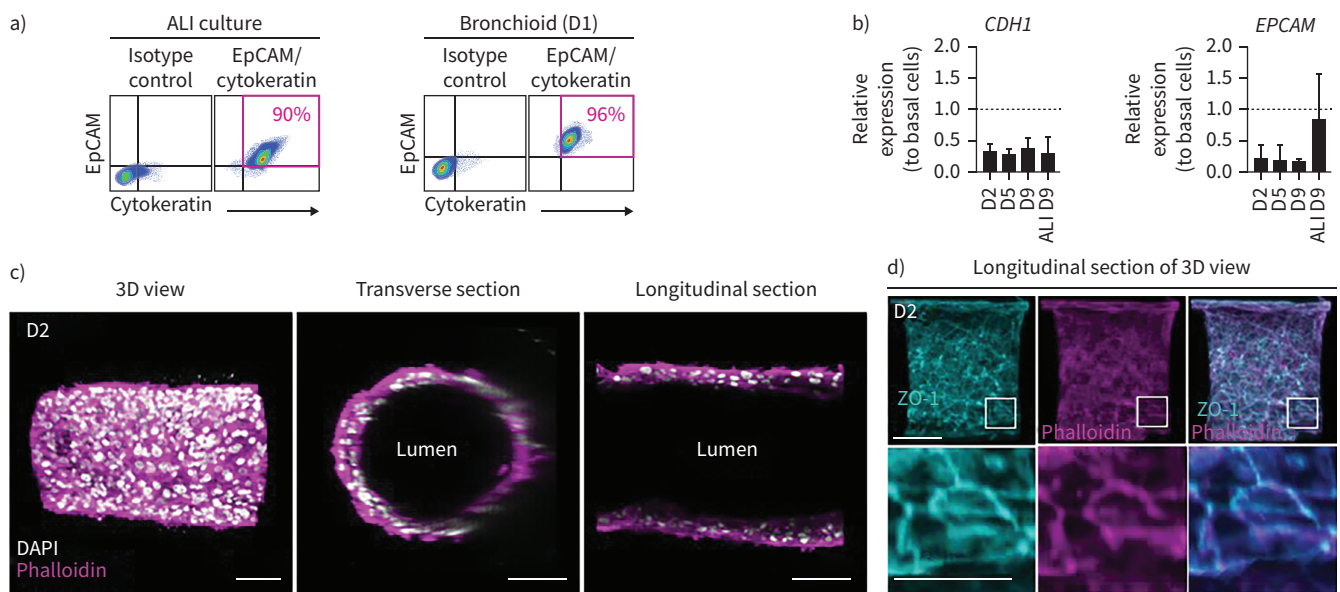 a)
ALI culture
Bronchioid (D1)
Isotype
control
EpCAM/
cytokeratin
Isotype
control
EpCAM/
cytokeratin
90%
96%
EpCAM
EpCAM
Cytokeratin
Cytokeratin
b)
CDH1
EPCAM
Relative
expression
(to basal cells)
2.0
1.5
1.0
0.5
0.0
D2
D5
D9
ALI D9
Relative
expression
(to basal cells)
2.0
1.5
1.0
0.5
0.0
D2
D5
D9
ALI D9
c)
3D view
Transverse section
Longitudinal section
D2
Lumen
Lumen
DAPI
Phalloidin
d)
Longitudinal section of 3D view
D2
ZO-1
Phalloidin
ZO-1
Phalloidin